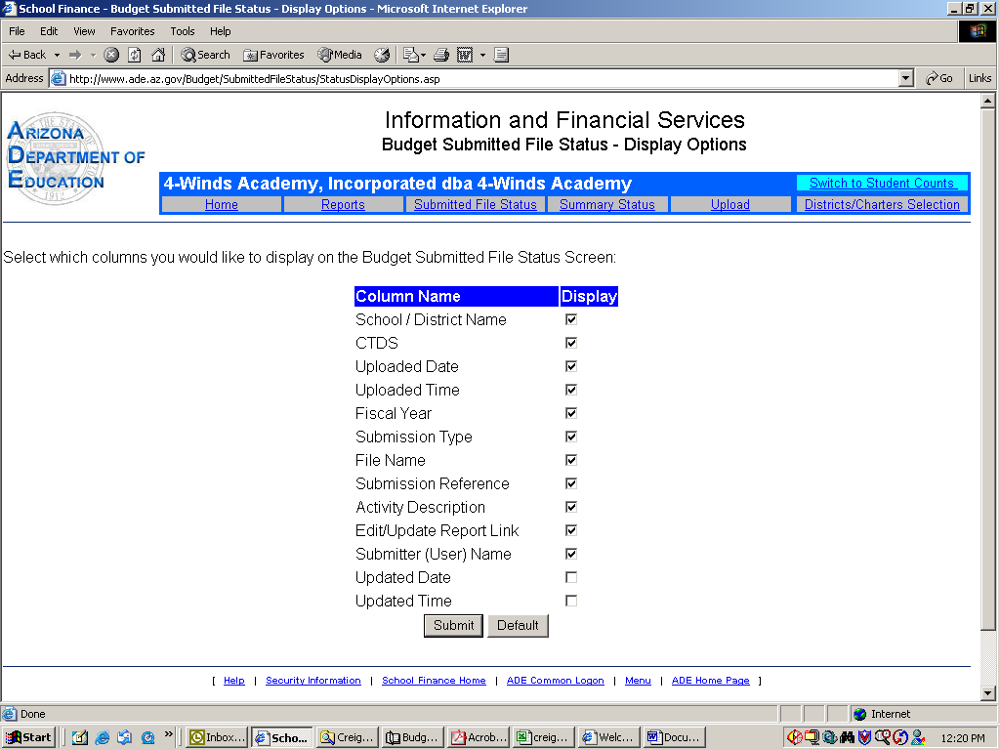 School Finance - Budget Submitted File Status - Display Options - Microsoft Internet Explorer
File Edit View Favorites Tools Help
Back Search Favorites Media
Address http://www.ade.az.gov/Budget/SubmittedFileStatus/StatusDisplayOptions.asp Go Links
ARIZONA
DEPARTMENT OF
EDUCATION
1912
Information and Financial Services
Budget Submitted File Status - Display Options
4-Winds Academy, Incorporated dba 4-Winds Academy Switch to Student Counts
Home Reports Submitted File Status Summary Status Upload Districts/Charters Selection
Select which columns you would like to display on the Budget Submitted File Status Screen:
Column Name Display
School / District Name
CTDS
Uploaded Date
Uploaded Time
Fiscal Year
Submission Type
File Name
Submission Reference
Activity Description
Edit/Update Report Link
Submitter (User) Name
Updated Date
Updated Time
Submit Default
[ Help | Security Information | School Finance Home | ADE Common Logon | Menu | ADE Home Page ]
Done Internet
Start » Inbox... Scho... Creig... Budg... Acrob... creig... Welc... Docu... 12:20 PM